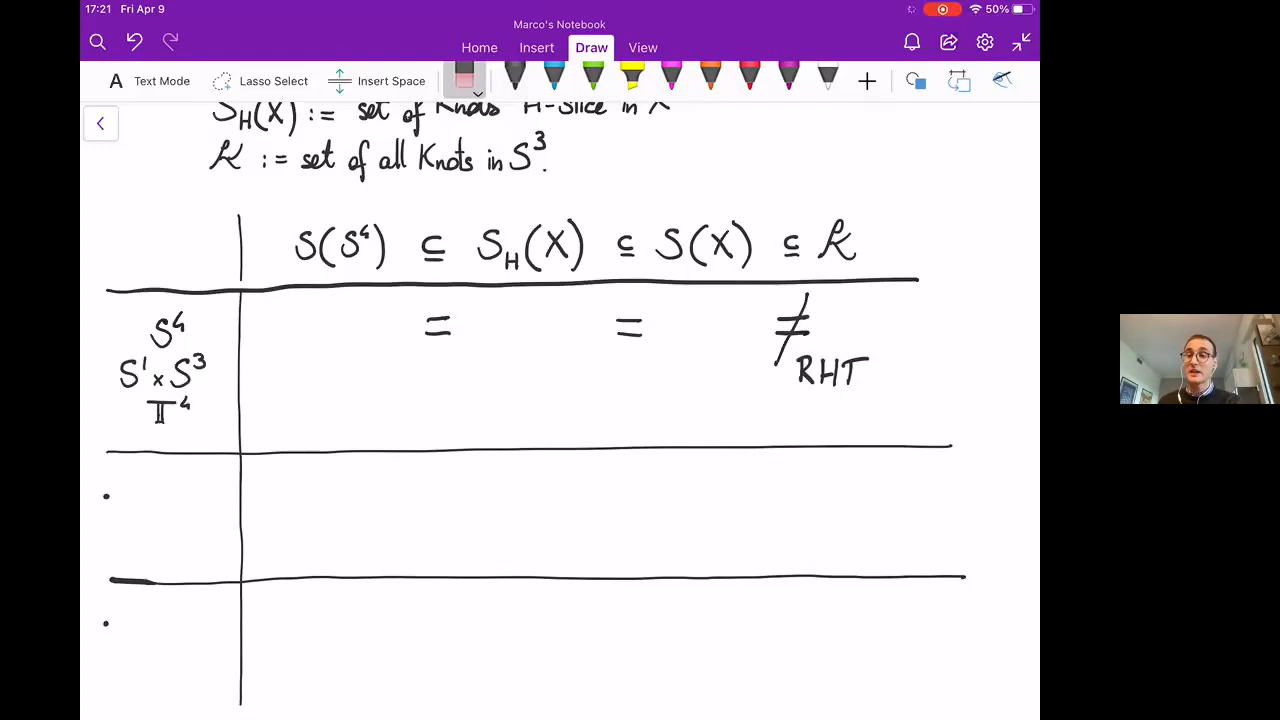 17:21 Fri Apr 9
50%
Marco's Notebook
Home Insert Draw View
Text Mode Lasso Select Insert Space
S_H(X) := set of Knots H-Slice in X
𝒦 := set of all Knots in S³.
S(S⁴) ⊆ S_H(X) ⊆ S(X) ⊆ 𝒦
S⁴ = = ≠
S¹ × S³ RHT
𝕋⁴